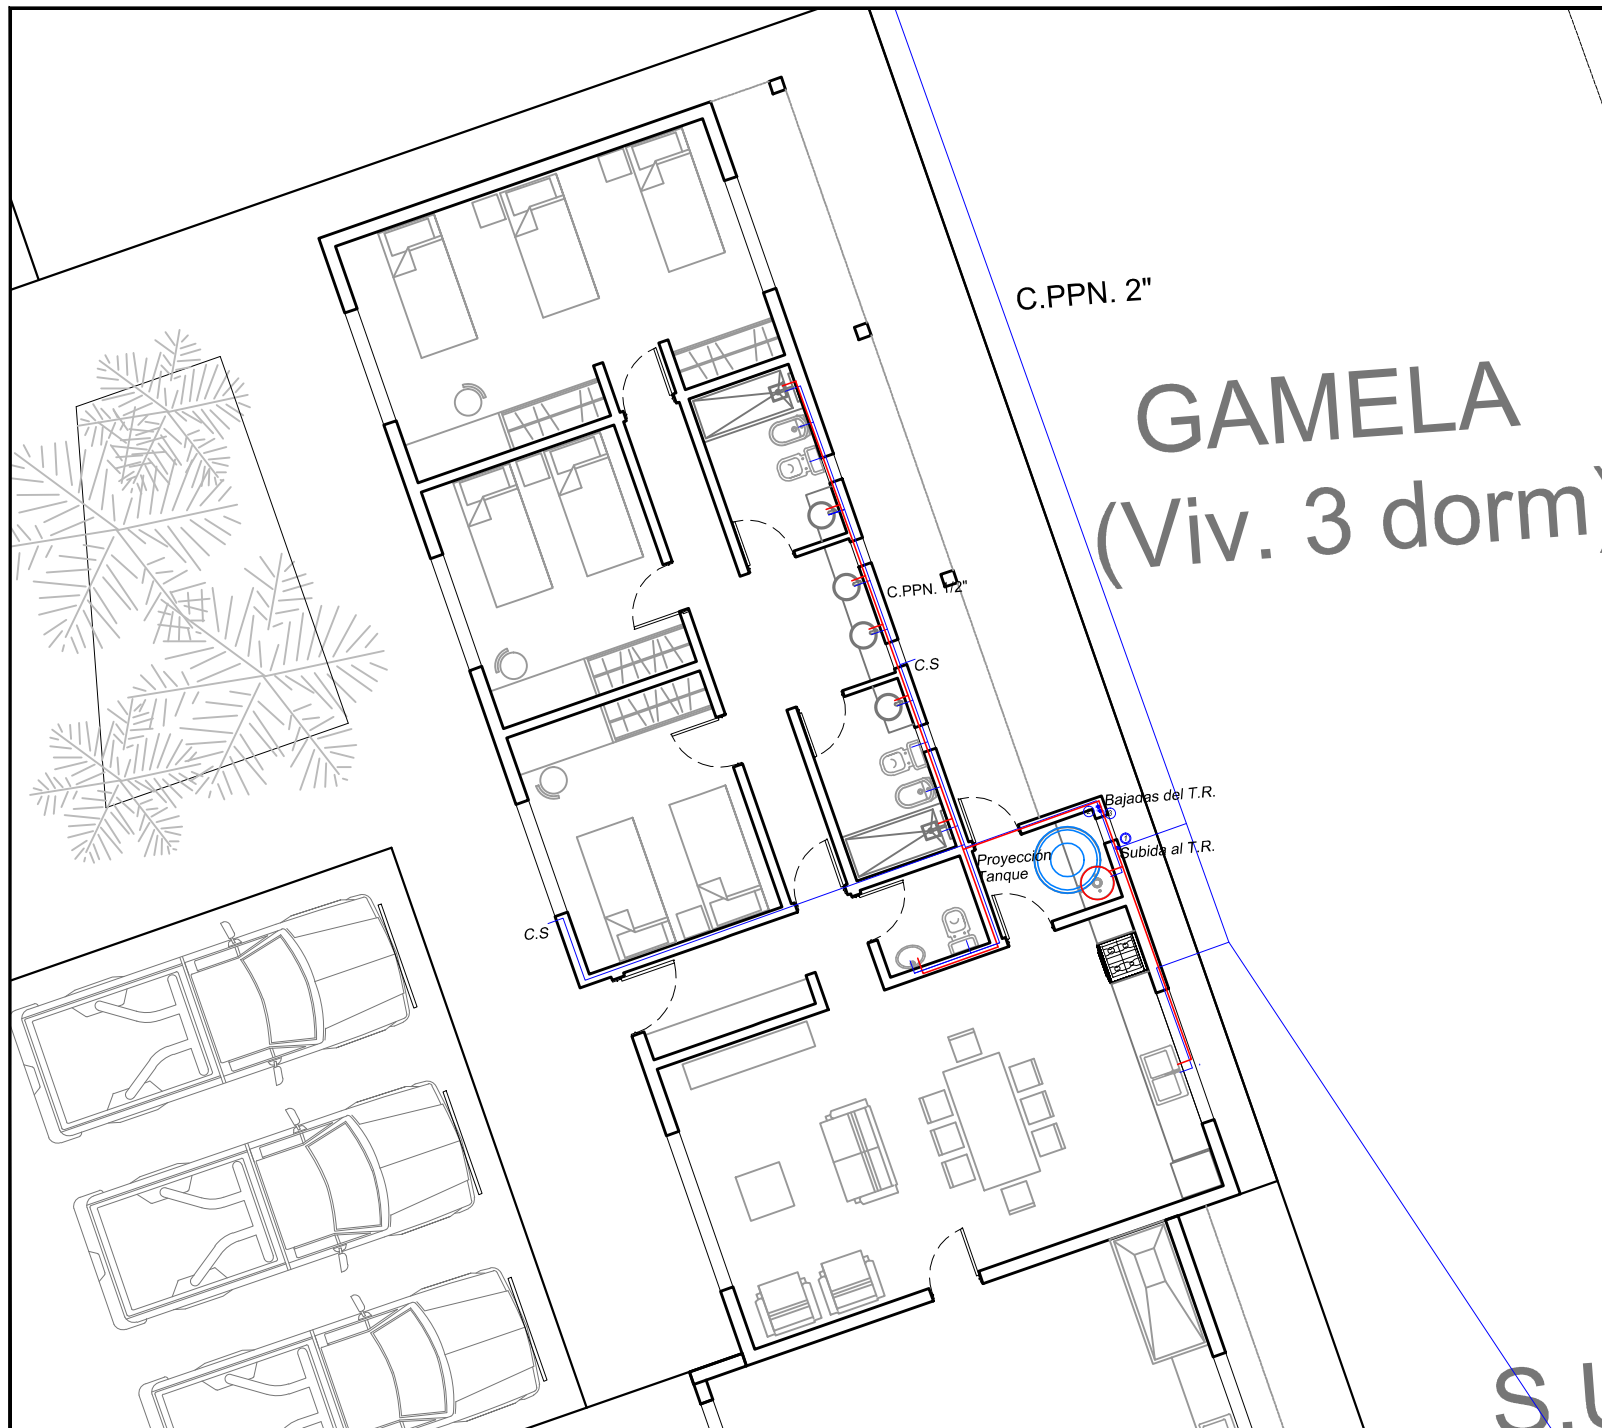 C.PPN. 2"
GAMELA
(Viv. 3 dorm)
C.PPN. 1/2"
C.S
Bajadas del T.R.
Subida al T.R.
Proyección
Tanque
C.S
S.U